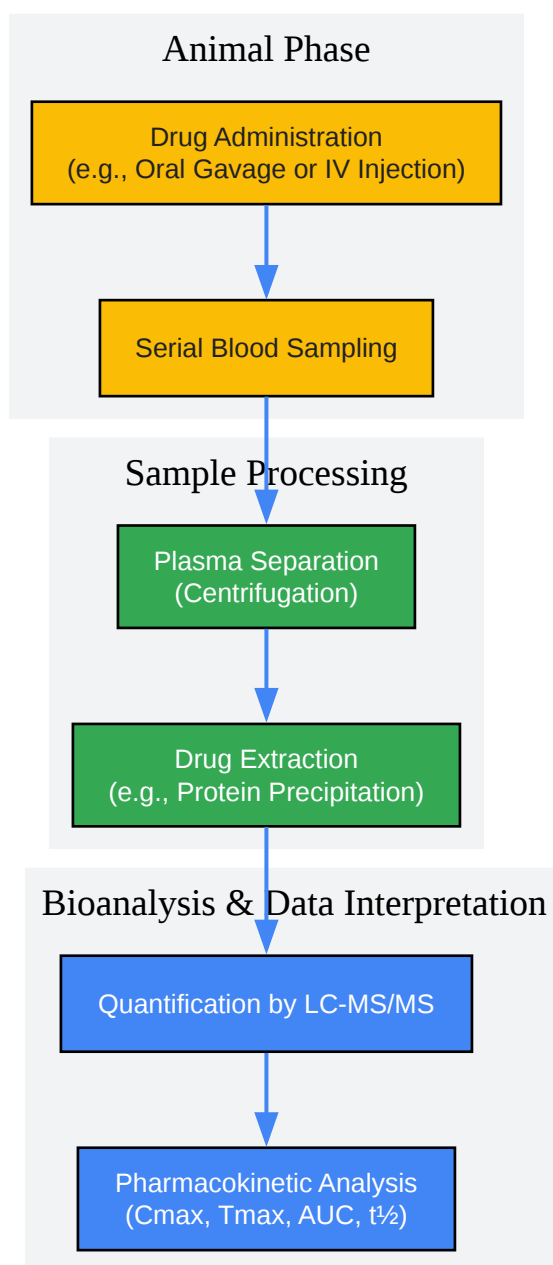 Animal Phase
Drug Administration
(e.g., Oral Gavage or IV Injection)
Serial Blood Sampling
Sample Processing
Plasma Separation
(Centrifugation)
Drug Extraction
(e.g., Protein Precipitation)
Bioanalysis & Data Interpretation
Quantification by LC-MS/MS
Pharmacokinetic Analysis
(Cmax, Tmax, AUC, t½)